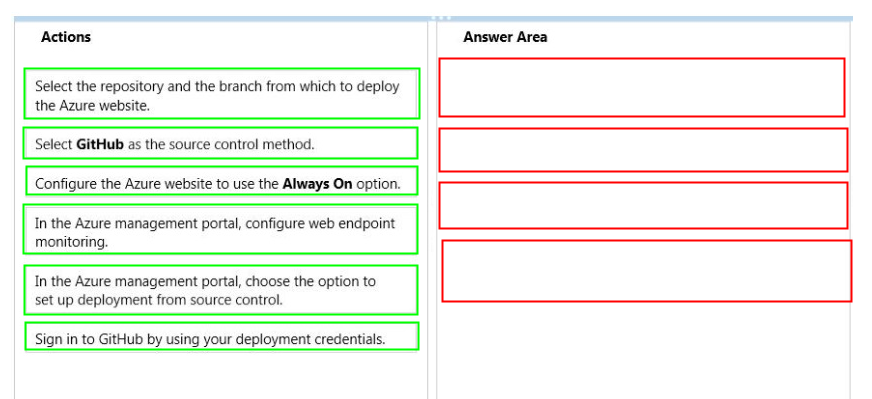 Actions
Select the repository and the branch from which to deploy
the Azure website.
Select GitHub as the source control method.
Configure the Azure website to use the Always On option.
In the Azure management portal, configure web endpoint
monitoring.
In the Azure management portal, choose the option to
set up deployment from source control.
Sign in to GitHub by using your deployment credentials.
Answer Area